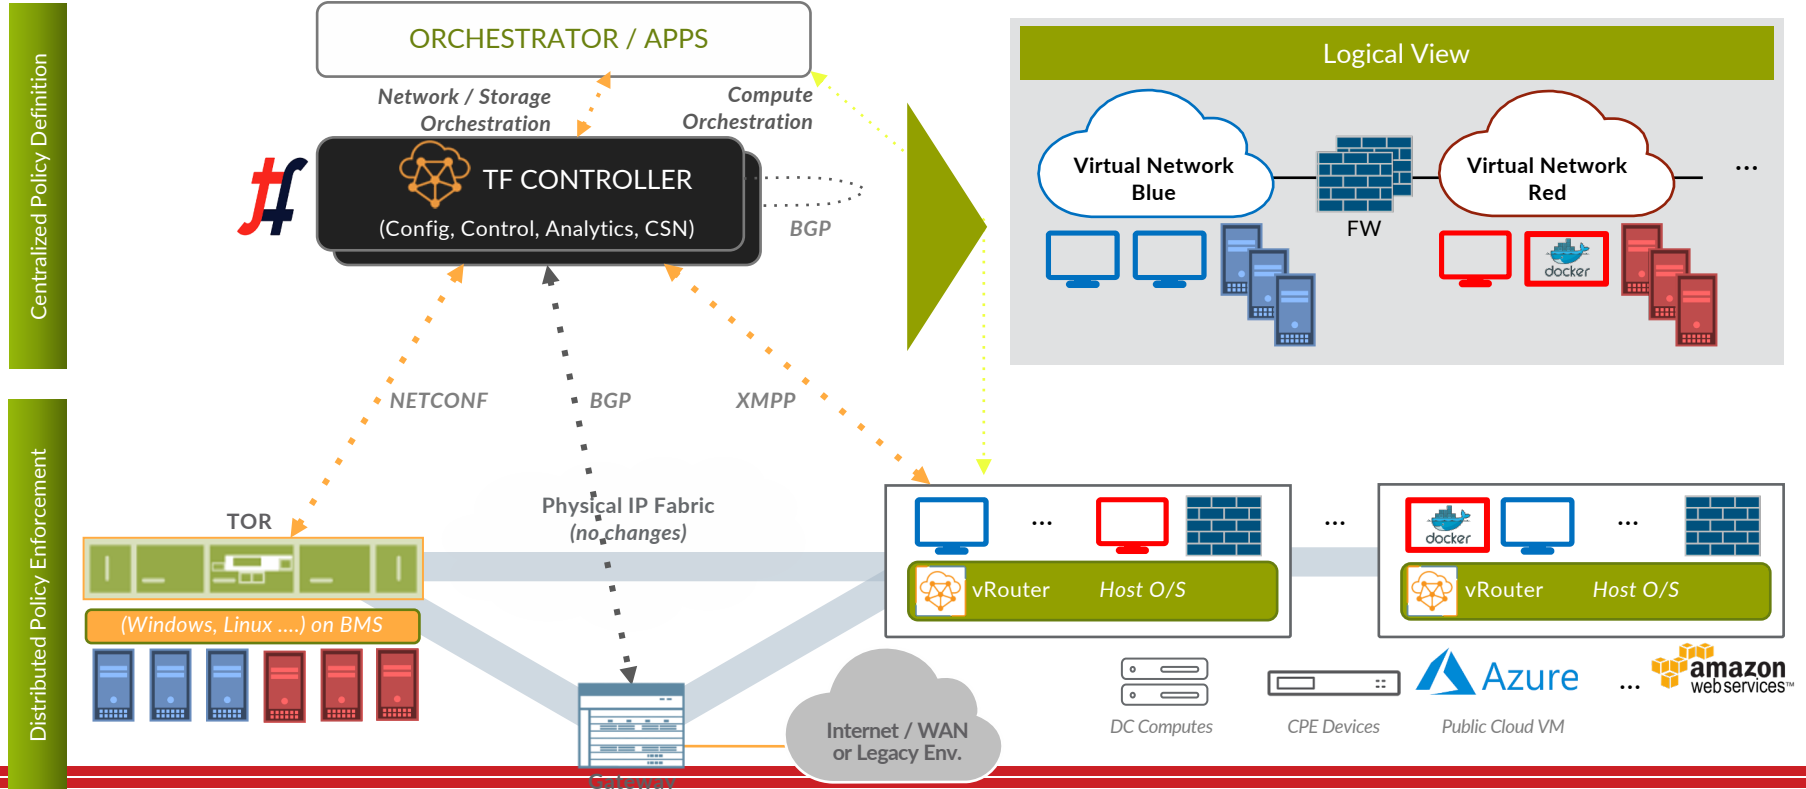 Centralized Policy Definition
ORCHESTRATOR / APPS
Network / Storage
Orchestration
Compute
Orchestration
TF CONTROLLER
(Config, Control, Analytics, CSN)
BGP
Logical View
Virtual Network
Blue
FW
Virtual Network
Red
...
docker
NETCONF
BGP
XMPP
Distributed Policy Enforcement
TOR
Physical IP Fabric
(no changes)
(Windows, Linux ....) on BMS
...
vRouter
Host O/S
...
docker
...
vRouter
Host O/S
Gateway
Internet / WAN
or Legacy Env.
DC Computes
CPE Devices
Azure
Public Cloud VM
...
amazon
web services™